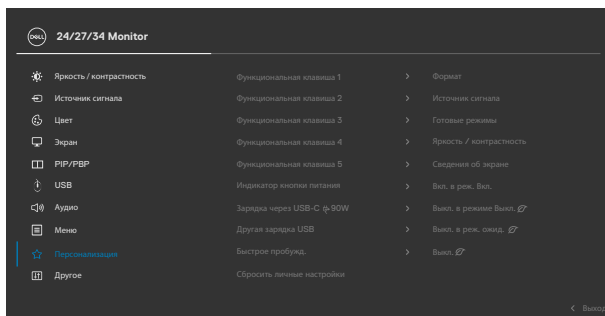 DELL 24/27/34 Monitor
Яркость / контрастность Функциональная клавиша 1 > Формат
Источник сигнала Функциональная клавиша 2 > Источник сигнала
Цвет Функциональная клавиша 3 > Готовые режимы
Экран Функциональная клавиша 4 > Яркость / контрастность
PIP/PBP Функциональная клавиша 5 > Сведения об экране
USB Индикатор кнопки питания > Вкл. в реж. Вкл.
Аудио Зарядка через USB-C 90W > Выкл. в режиме Выкл.
Меню Другая зарядка USB > Выкл. в реж. ожид.
Персонализация Быстрое пробужд. > Выкл.
Другое Сбросить личные настройки
< Выход